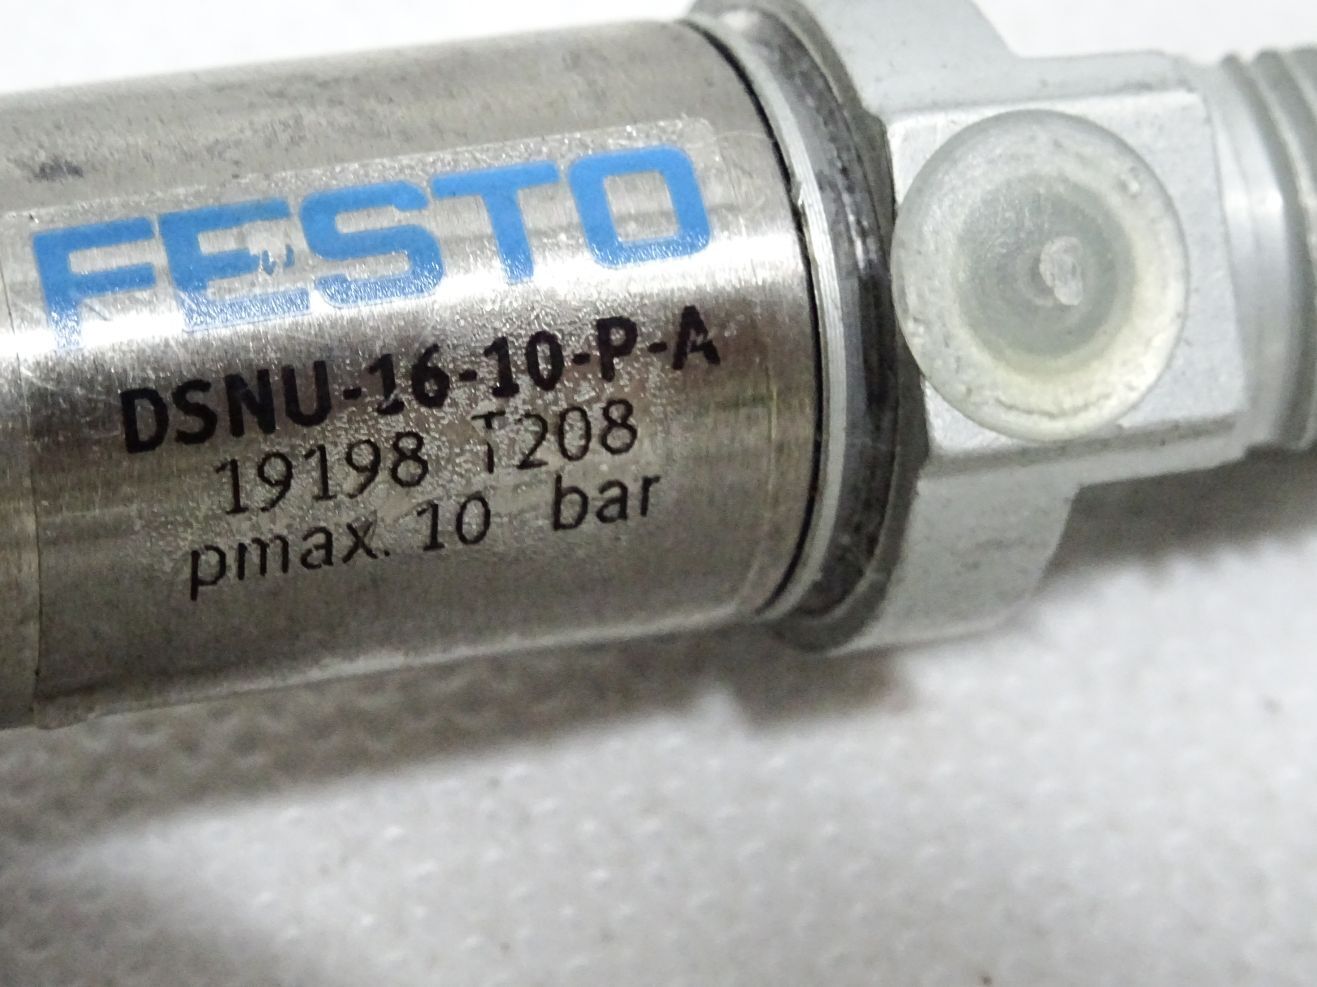 FESTO
DSNU-16-10-P-A
19198 T208
pmax. 10 bar